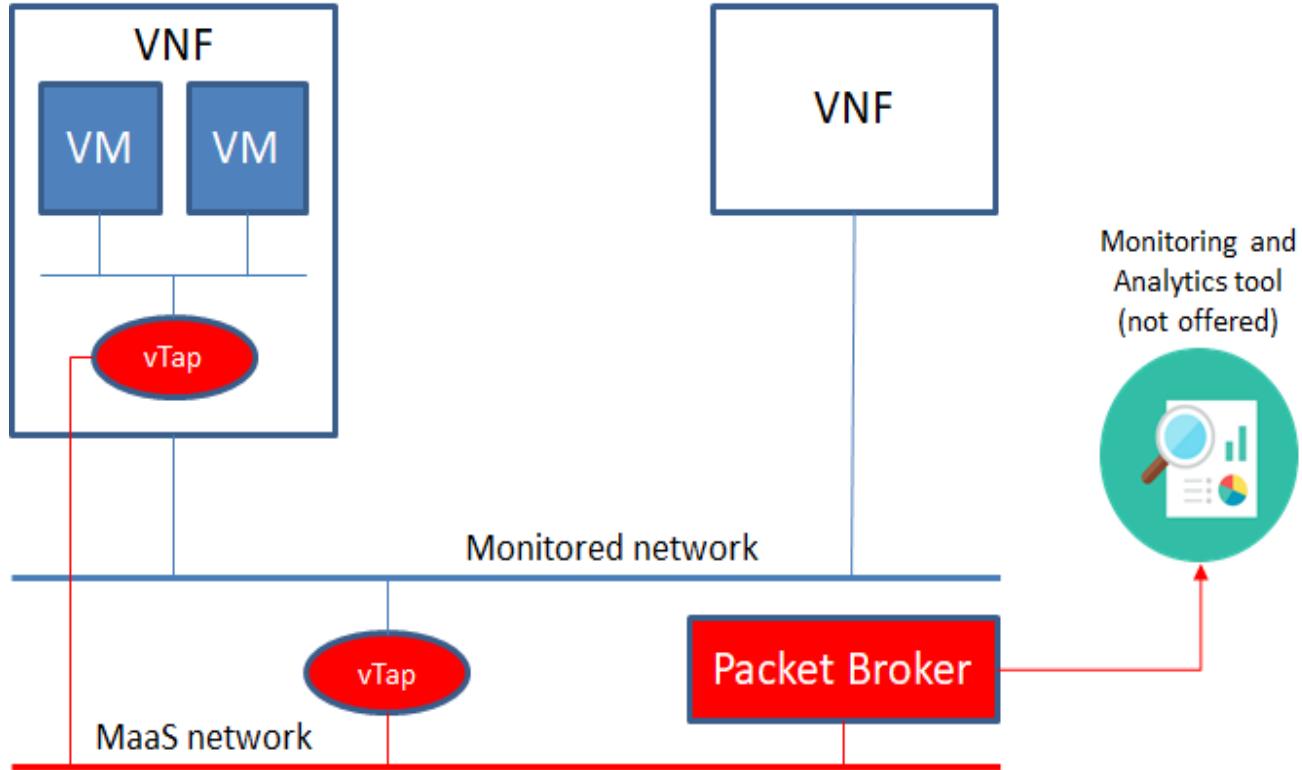 VNF
VM
VM
vTap
VNF
Monitoring and
Analytics tool
(not offered)
Monitored network
vTap
Packet Broker
MaaS network